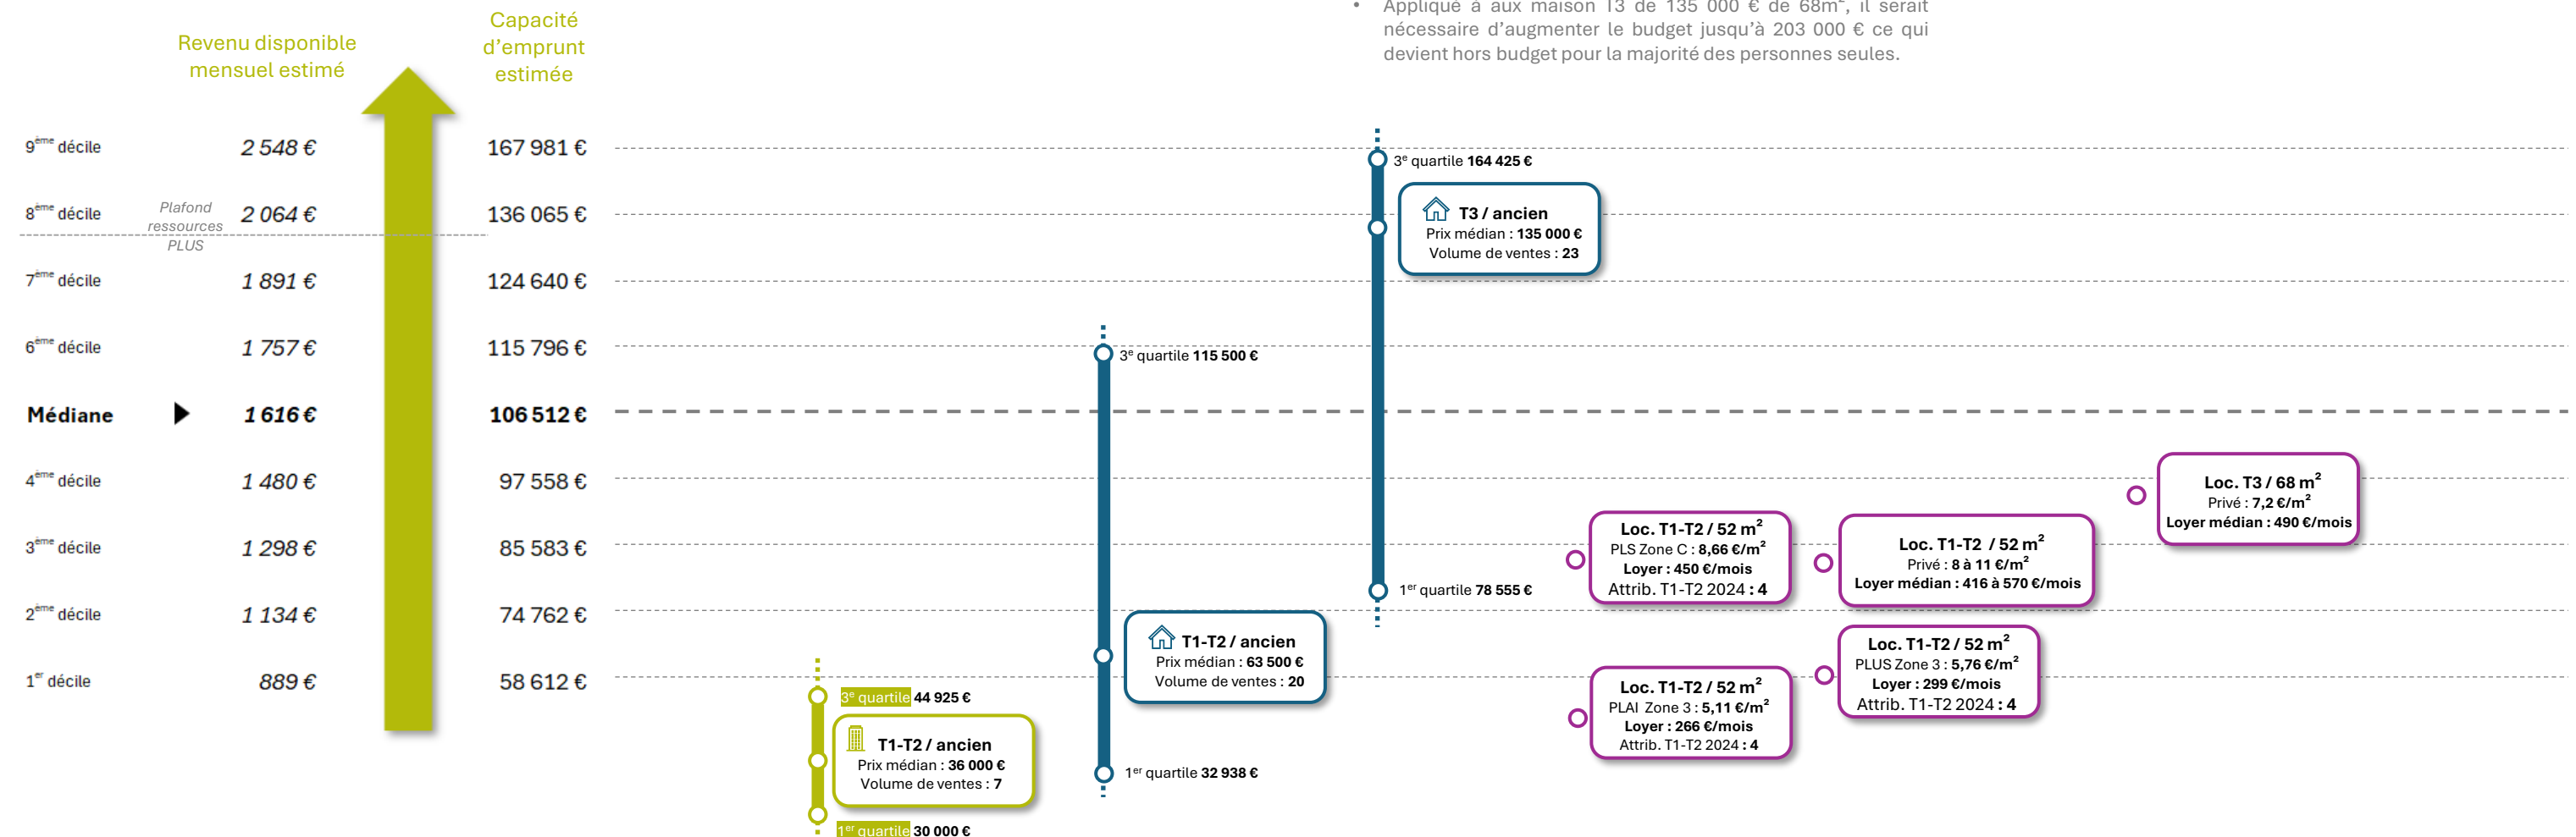 • Appliqué à aux maison T3 de 135 000 € de 68m², il serait
nécessaire d’augmenter le budget jusqu’à 203 000 € ce qui
devient hors budget pour la majorité des personnes seules.
Revenu disponible
mensuel estimé
Capacité
d’emprunt
estimée
9ème décile 2 548 € 167 981 €
8ème décile 2 064 € 136 065 €
Plafond
ressources
PLUS
7ème décile 1 891 € 124 640 €
6ème décile 1 757 € 115 796 €
Médiane 1 616 € 106 512 €
4ème décile 1 480 € 97 558 €
3ème décile 1 298 € 85 583 €
2ème décile 1 134 € 74 762 €
1er décile 889 € 58 612 €
3e quartile 44 925 €
T1-T2 / ancien
Prix médian : 36 000 €
Volume de ventes : 7
1er quartile 30 000 €
3e quartile 115 500 €
T1-T2 / ancien
Prix médian : 63 500 €
Volume de ventes : 20
1er quartile 32 938 €
3e quartile 164 425 €
T3 / ancien
Prix médian : 135 000 €
Volume de ventes : 23
1er quartile 78 555 €
Loc. T1-T2 / 52 m²
PLS Zone C : 8,66 €/m²
Loyer : 450 €/mois
Attrib. T1-T2 2024 : 4
Loc. T1-T2 / 52 m²
PLAI Zone 3 : 5,11 €/m²
Loyer : 266 €/mois
Attrib. T1-T2 2024 : 4
Loc. T1-T2 / 52 m²
Privé : 8 à 11 €/m²
Loyer médian : 416 à 570 €/mois
Loc. T1-T2 / 52 m²
PLUS Zone 3 : 5,76 €/m²
Loyer : 299 €/mois
Attrib. T1-T2 2024 : 4
Loc. T3 / 68 m²
Privé : 7,2 €/m²
Loyer médian : 490 €/mois